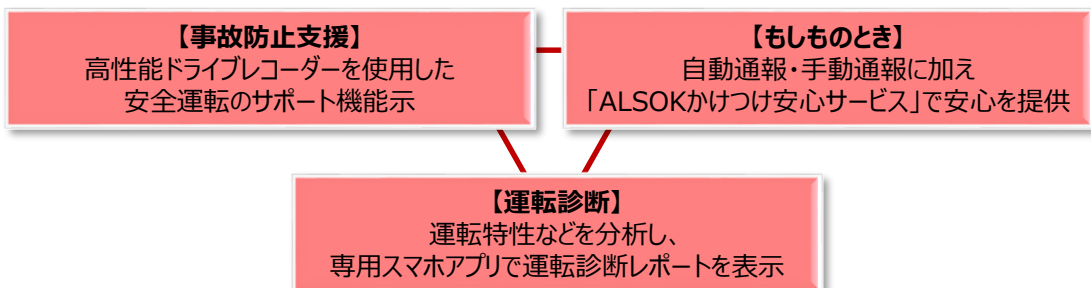 【事故防止支援】
高性能ドライブレコーダーを使用した
安全運転のサポート機能示
【もしものとき】
自動通報・手動通報に加え
「ALSOKかけつけ安心サービス」で安心を提供
【運転診断】
運転特性などを分析し、
専用スマホアプリで運転診断レポートを表示